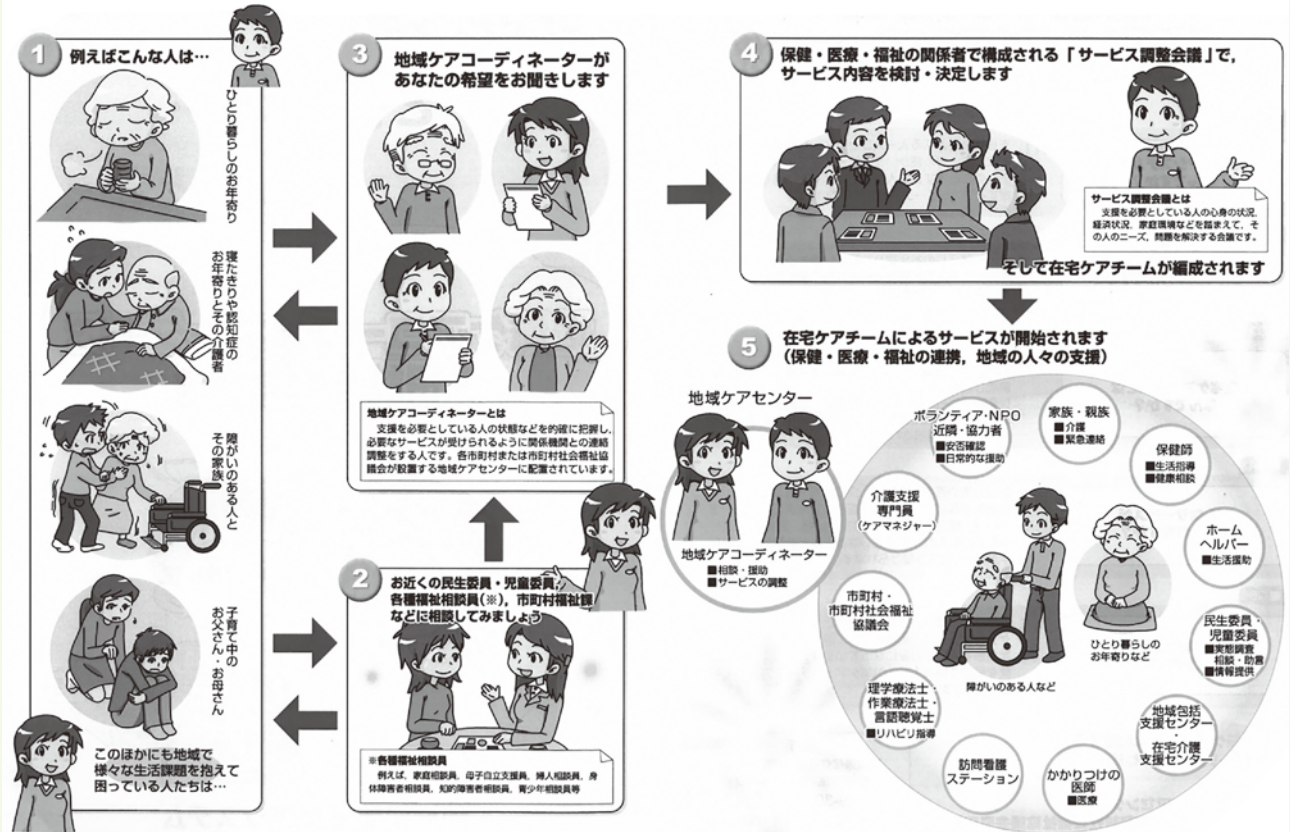 1
例えばこんな人は…
ひとり暮らしのお年寄り
寝たきりや認知症の
お年寄りとその介護者
障がいのある人と
その家族
子育て中の
お父さん・お母さん
このほかにも地域で
様々な生活課題を抱えて
困っている人たちは…
2
お近くの民生委員・児童委員,
各種福祉相談員(※),市町村福祉課
などに相談してみましょう
※各種福祉相談員
例えば,家庭相談員,母子自立支援員,婦人相談員,身
体障害者相談員,知的障害者相談員,青少年相談員等
3
地域ケアコーディネーターが
あなたの希望をお聞きします
地域ケアコーディネーターとは
支援を必要としている人の状態などを的確に把握し,
必要なサービスが受けられるように関係機関との連絡
調整をする人です。各市町村または市町村社会福祉協
議会が設置する地域ケアセンターに配置されています。
4
保健・医療・福祉の関係者で構成される「サービス調整会議」で,
サービス内容を検討・決定します
サービス調整会議とは
支援を必要としている人の心身の状況,
経済状況,家庭環境などを踏まえて,そ
の人のニーズ,問題を解決する会議です。
そして在宅ケアチームが編成されます
5
在宅ケアチームによるサービスが開始されます
(保健・医療・福祉の連携,地域の人々の支援)
地域ケアセンター
地域ケアコーディネーター
■相談・援助
■サービスの調整
ボランティア・NPO
近隣・協力者
■安否確認
■日常的な援助
家族・親族
■介護
■緊急連絡
保健師
■生活指導
■健康相談
ホーム
ヘルパー
■生活援助
民生委員・
児童委員
■実態調査
相談・助言
■情報提供
地域包括
支援センター
・
在宅介護
支援センター
かかりつけの
医師
■医療
訪問看護
ステーション
理学療法士・
作業療法士・
言語聴覚士
■リハビリ指導
市町村・
市町村社会福祉
協議会
介護支援
専門員
(ケアマネジャー)
障がいのある人など
ひとり暮らしの
お年寄りなど